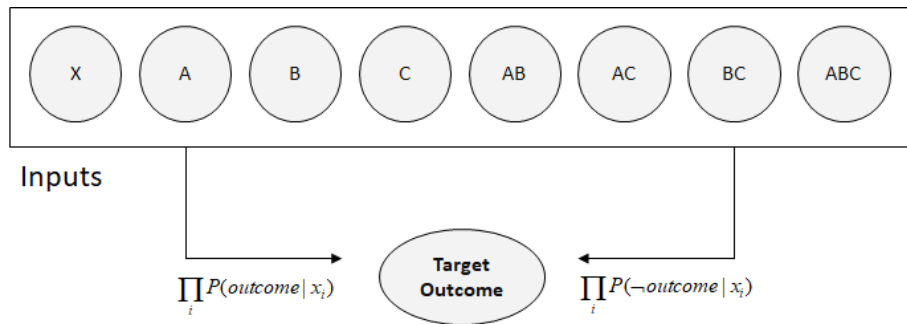 X A B C AB AC BC ABC
Inputs
Target
Outcome
∏ᵢ P(outcome | xᵢ)
∏ᵢ P(¬outcome | xᵢ)